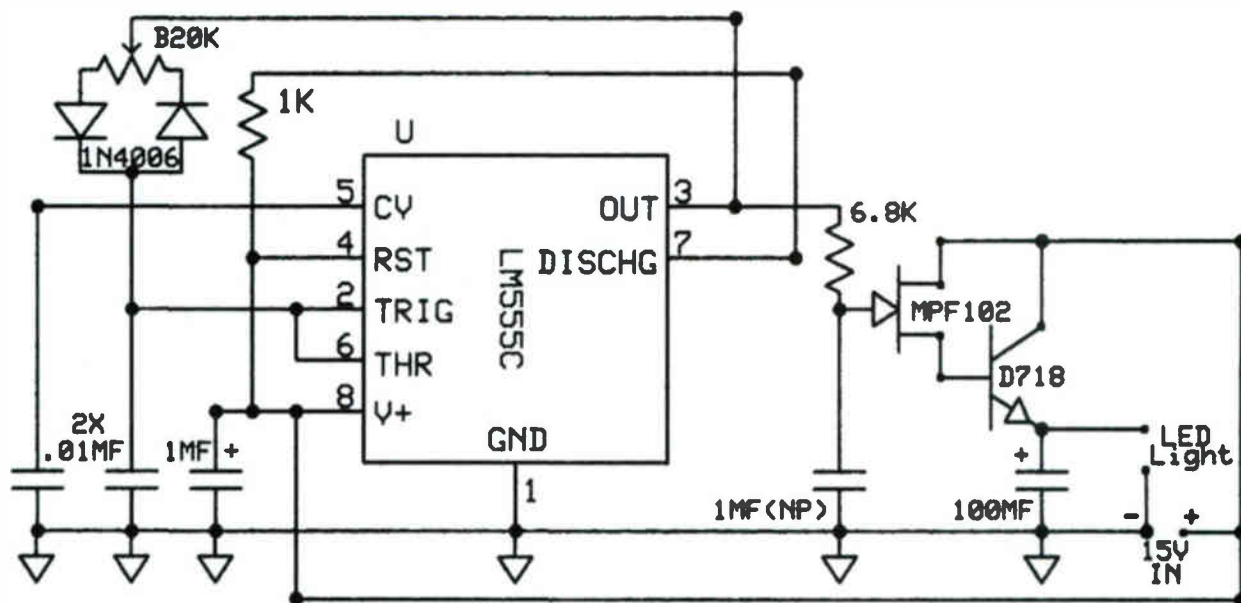 B20K
1K
1N4006
U
5
CV
4
RST
2
TRIG
6
THR
8
V+
LM555C
OUT
3
DISCHG
7
GND
1
6.8K
MPF102
D718
2X
.01MF
1MF +
1MF(NP)
+
100MF
LED
Light
- +
15V
IN